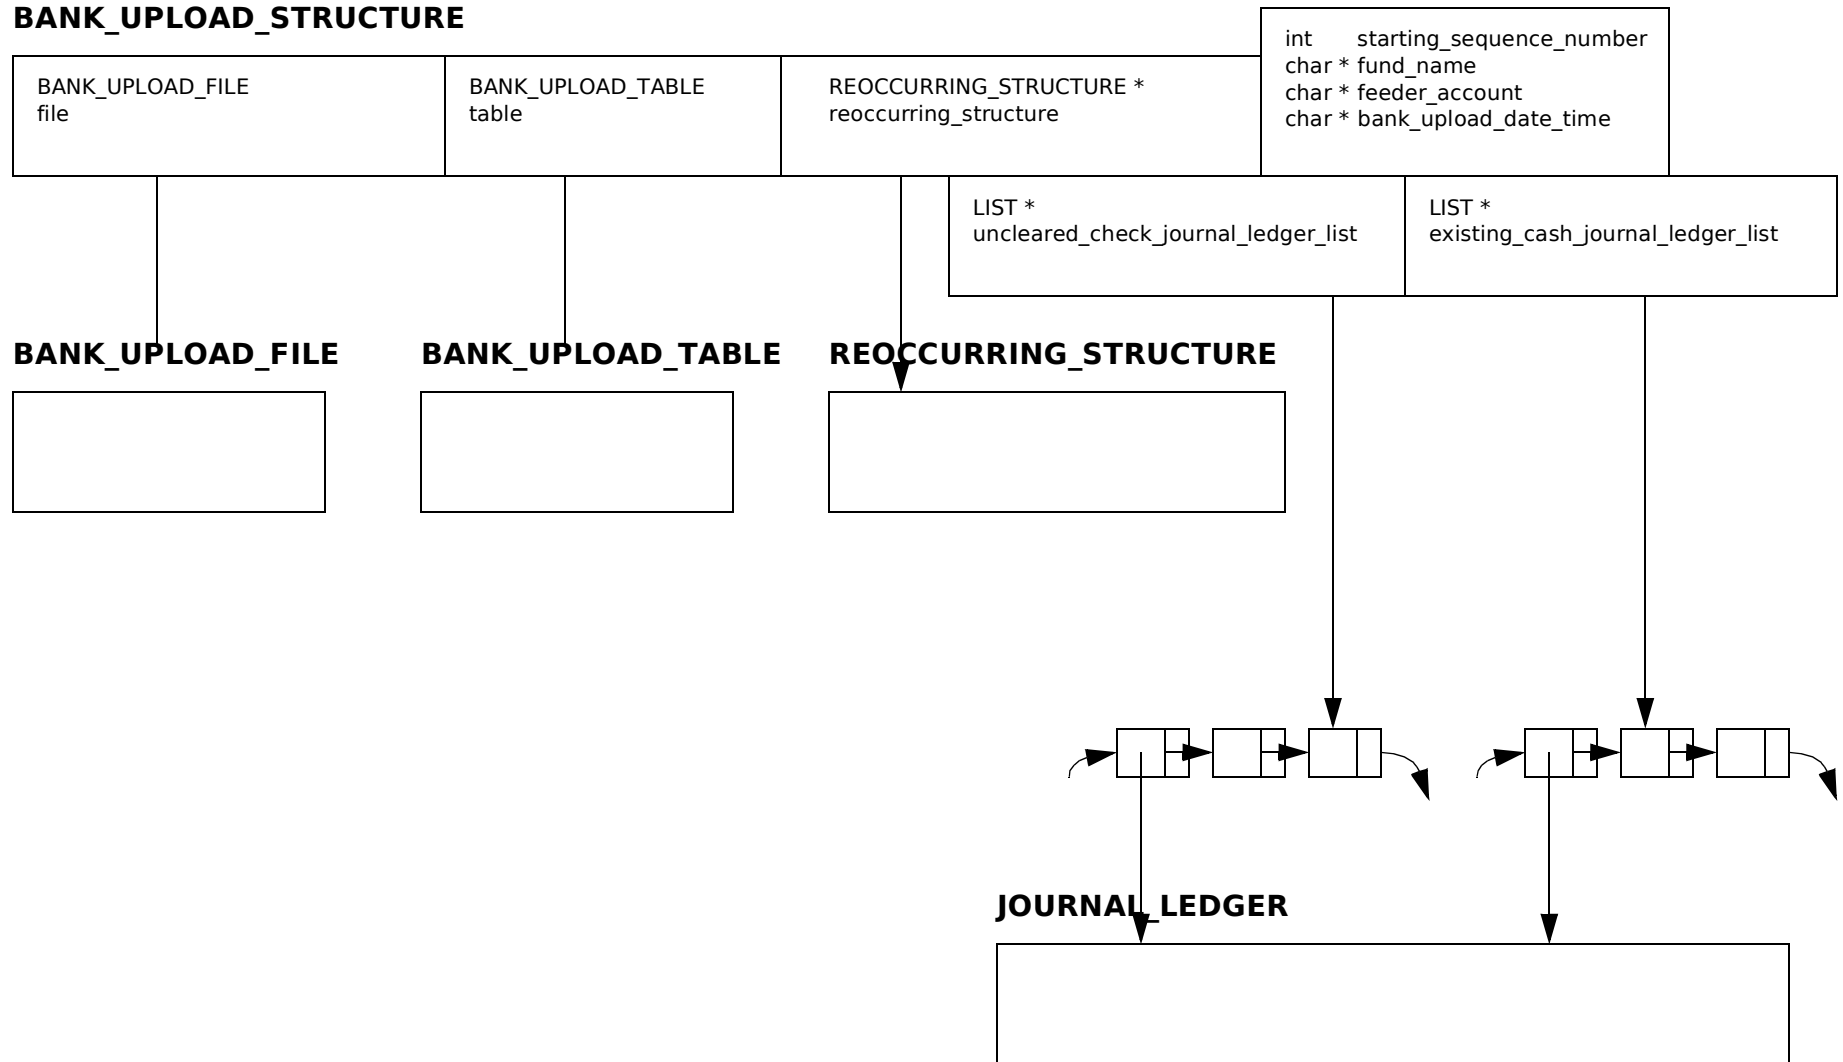 BANK_UPLOAD_STRUCTURE
BANK_UPLOAD_FILE
file
BANK_UPLOAD_TABLE
table
REOCCURRING_STRUCTURE *
reoccurring_structure
int starting_sequence_number
char * fund_name
char * feeder_account
char * bank_upload_date_time
LIST *
uncleared_check_journal_ledger_list
LIST *
existing_cash_journal_ledger_list
BANK_UPLOAD_FILE
BANK_UPLOAD_TABLE
REOCCURRING_STRUCTURE
JOURNAL_LEDGER